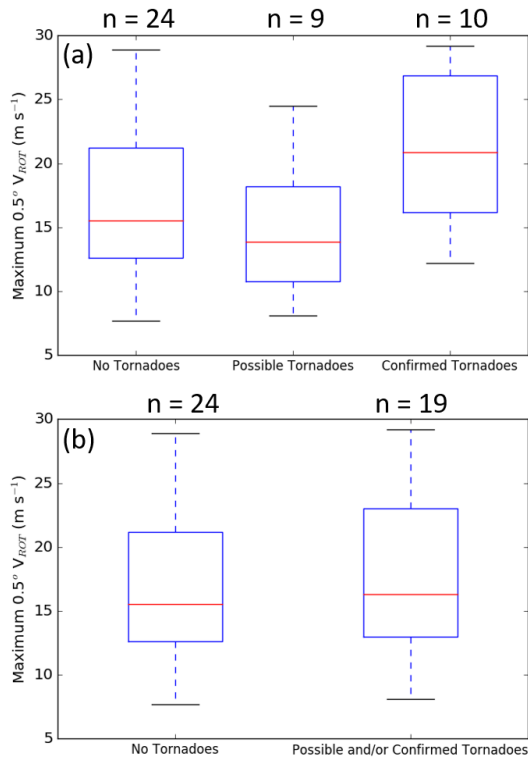 n = 24 n = 9 n = 10
(a)
30
25
20
15
10
5
Maximum 0.5° V_ROT (m s⁻¹)
No Tornadoes Possible Tornadoes Confirmed Tornadoes
n = 24 n = 19
(b)
30
25
20
15
10
5
Maximum 0.5° V_ROT (m s⁻¹)
No Tornadoes Possible and/or Confirmed Tornadoes